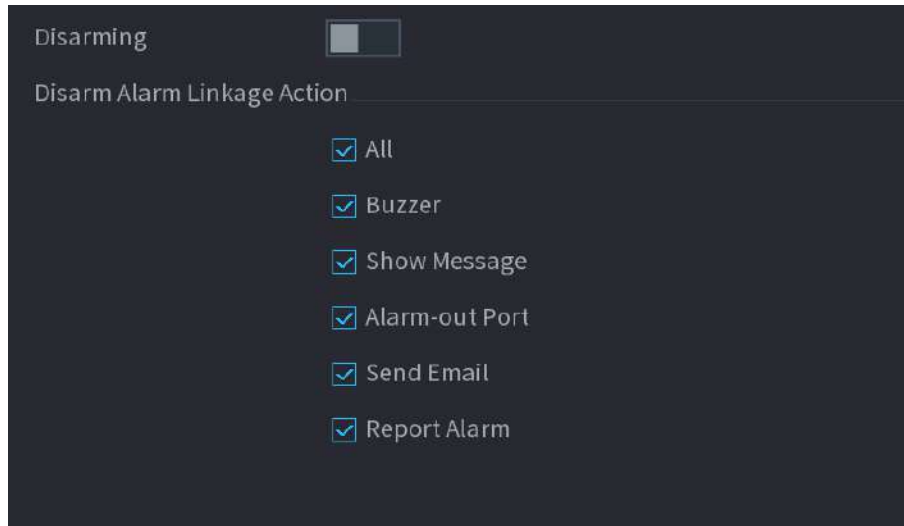 Disarming
Disarm Alarm Linkage Action
All
Buzzer
Show Message
Alarm-out Port
Send Email
Report Alarm